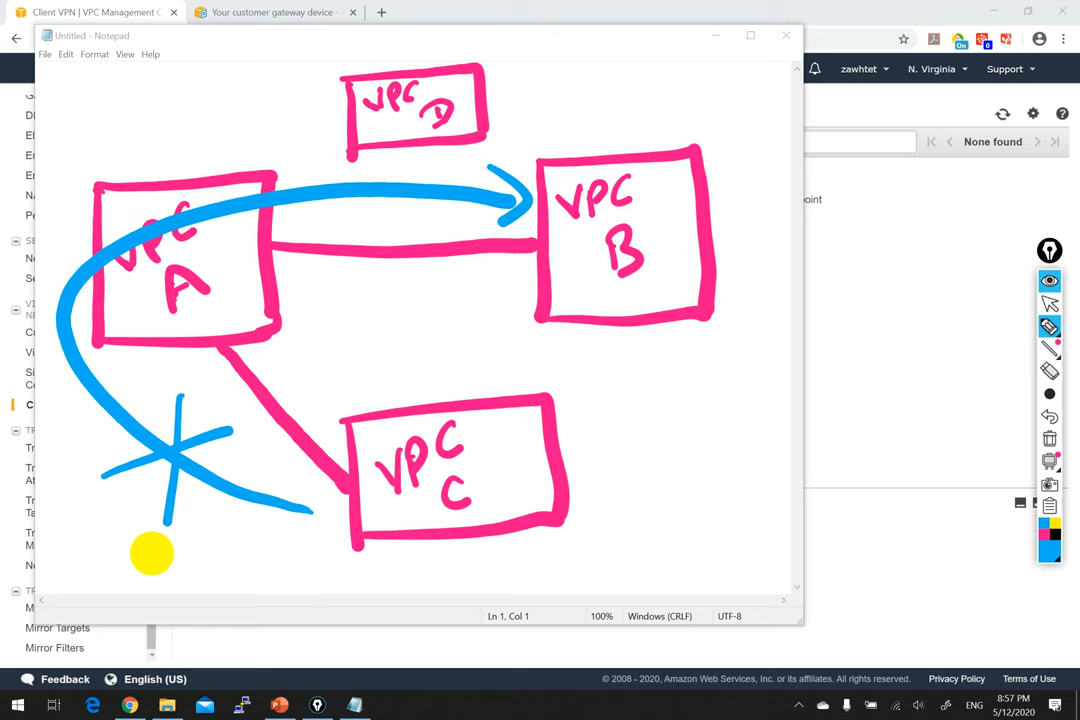 Client VPN | VPC Management C
Your customer gateway device -
Untitled - Notepad
File Edit Format View Help
On
0
zawhtet
N. Virginia
Support
None found
VPC
D
VPC
A
VPC
B
VPC
C
Ln 1, Col 1
100%
Windows (CRLF)
UTF-8
Mirror Targets
Mirror Filters
Feedback
English (US)
© 2008 - 2020, Amazon Web Services, Inc. or its affiliates. All rights reserved.
Privacy Policy
Terms of Use
ENG
8:57 PM
5/12/2020